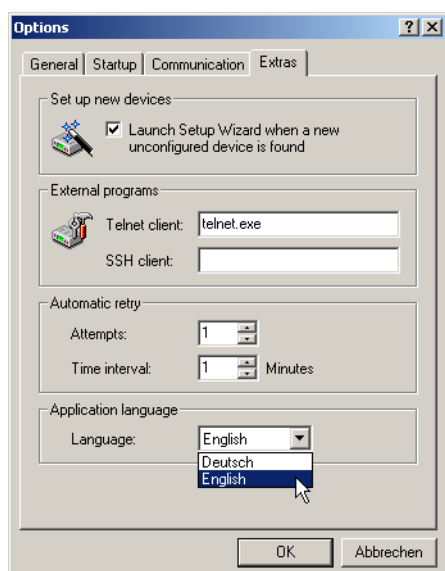 Options
General Startup Communication Extras
Set up new devices
Launch Setup Wizard when a new
unconfigured device is found
External programs
Telnet client: telnet.exe
SSH client:
Automatic retry
Attempts: 1
Time interval: 1 Minutes
Application language
Language: English
Deutsch
English
OK Abbrechen